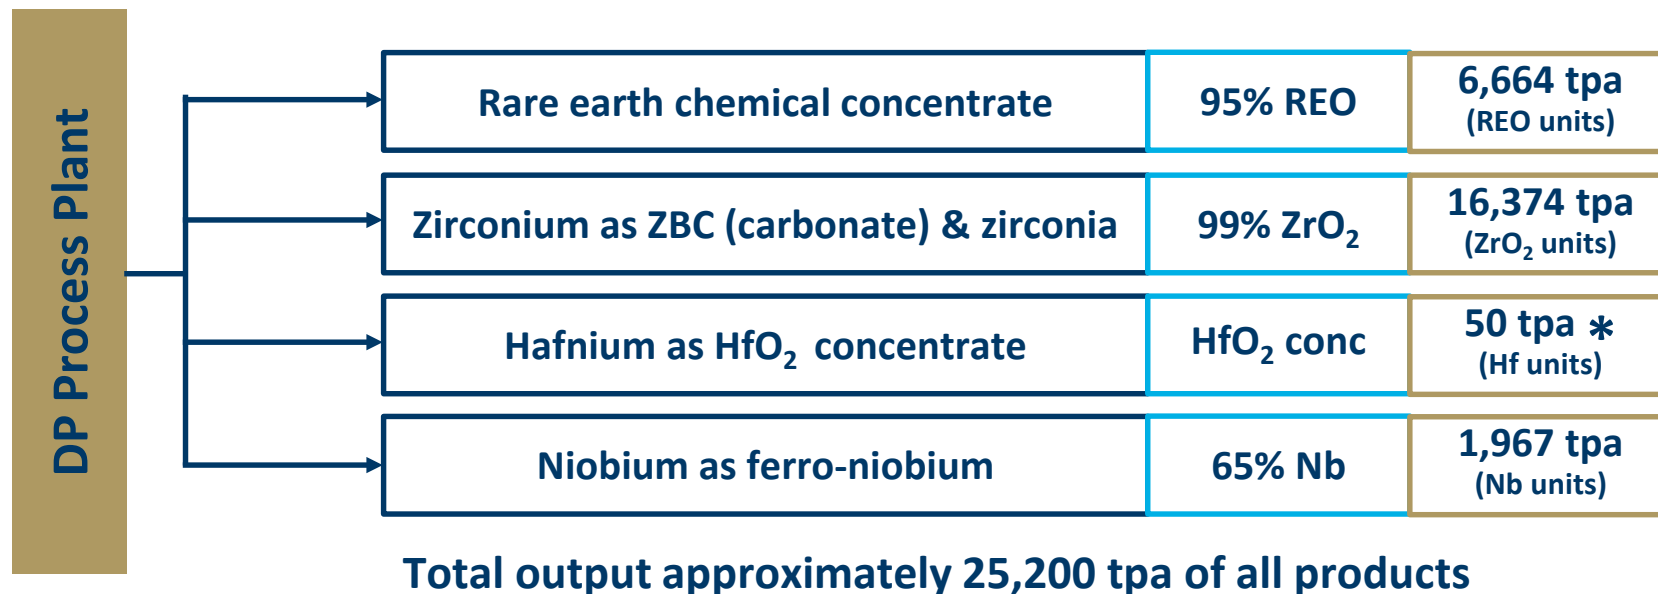 DP Process Plant
Rare earth chemical concentrate
95% REO
6,664 tpa
(REO units)
Zirconium as ZBC (carbonate) & zirconia
99% ZrO₂
16,374 tpa
(ZrO₂ units)
Hafnium as HfO₂ concentrate
HfO₂ conc
50 tpa *
(Hf units)
Niobium as ferro-niobium
65% Nb
1,967 tpa
(Nb units)
Total output approximately 25,200 tpa of all products